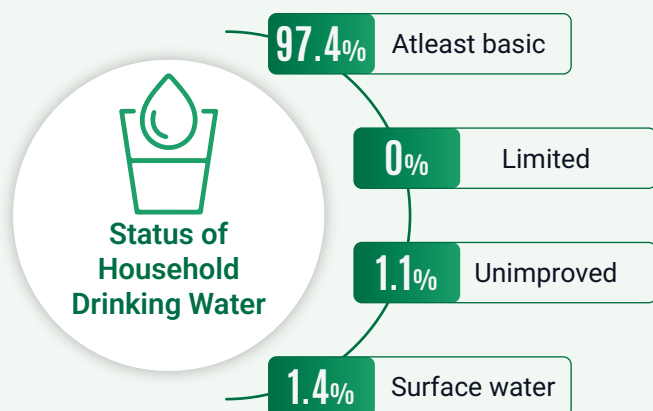 97.4% Atleast basic
0% Limited
Status of
Household
Drinking Water
1.1% Unimproved
1.4% Surface water